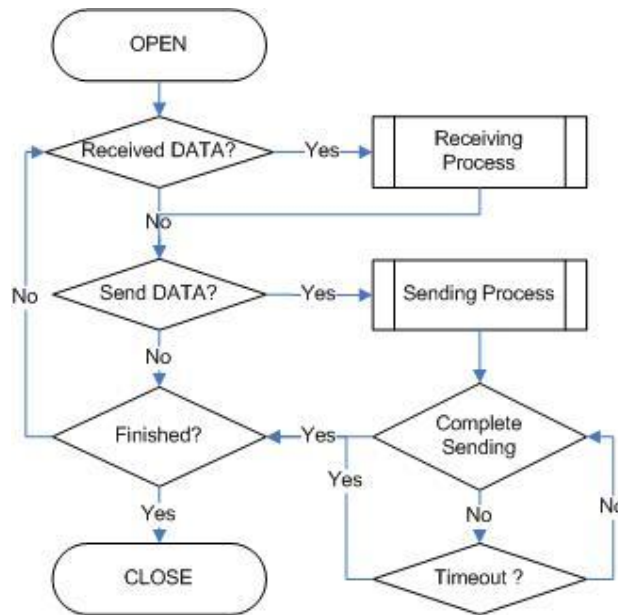 OPEN
Received DATA?
Yes
Receiving
Process
No
Send DATA?
Yes
Sending Process
No
No
Finished?
Yes
Complete
Sending
Yes
No
No
Yes
CLOSE
Timeout ?